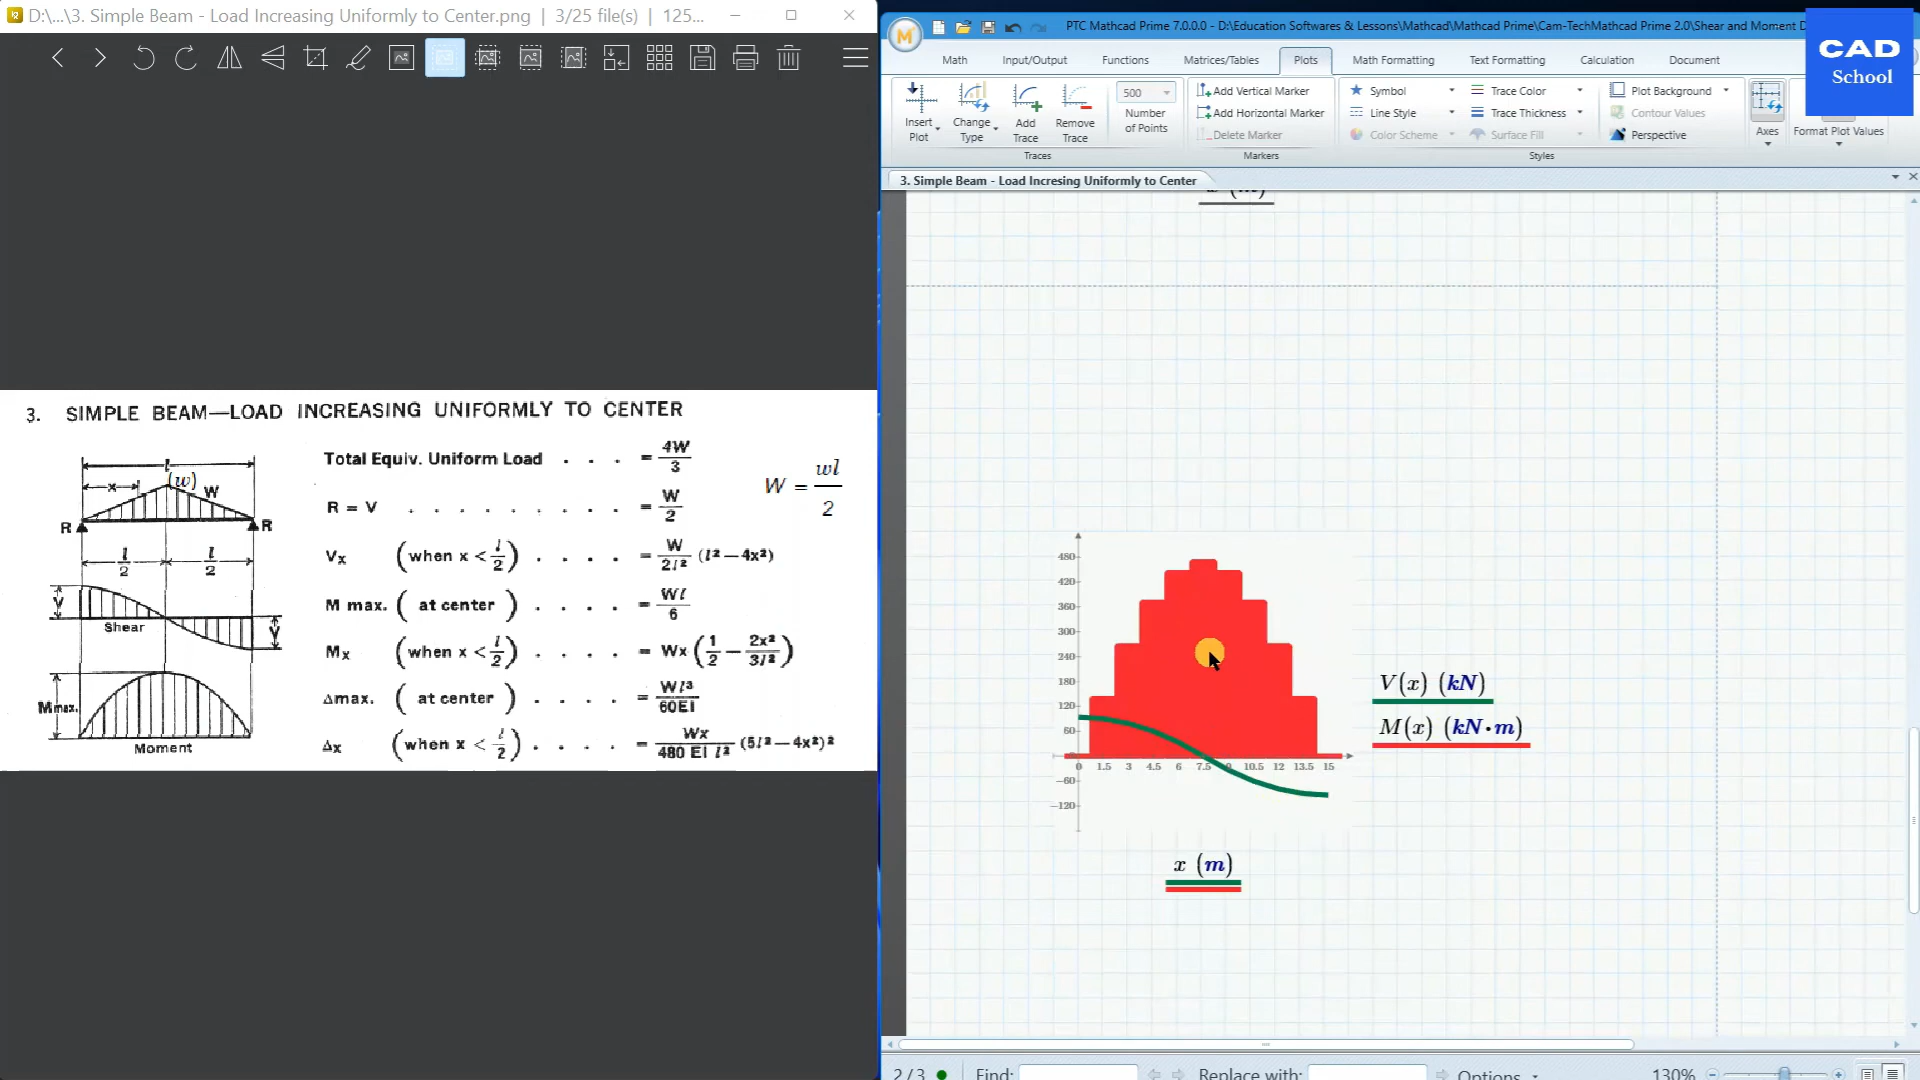 D:\...\3. Simple Beam - Load Increasing Uniformly to Center.png | 3/25 file(s) | 125...
3. SIMPLE BEAM—LOAD INCREASING UNIFORMLY TO CENTER
l
x (w) W
R R
l/2 l/2
V
Shear V
M max.
Moment
Total Equiv. Uniform Load . . . = 4W/3
W = wl/2
R = V . . . . . . . . . = W/2
Vx (when x < l/2) . . . . = W/2l² (l² — 4x²)
M max. ( at center ) . . . . = Wl/6
Mx (when x < l/2) . . . . = Wx (1/2 — 2x²/3l²)
Δmax. ( at center ) . . . . = Wl³/60EI
Δx (when x < l/2) . . . . = Wx/480 EI l² (5l² — 4x²)²
PTC Mathcad Prime 7.0.0.0 - D:\Education Softwares & Lessons\Mathcad\Mathcad Prime\Cam-TechMathcad Prime 2.0\Shear and Moment D
CAD
School
Math Input/Output Functions Matrices/Tables Plots Math Formatting Text Formatting Calculation Document
Insert Plot
Change Type
Add Trace
Remove Trace
Traces
500
Number of Points
Add Vertical Marker
Add Horizontal Marker
Delete Marker
Markers
Symbol
Line Style
Color Scheme
Trace Color
Trace Thickness
Surface Fill
Styles
Plot Background
Contour Values
Perspective
Axes
Format Plot Values
3. Simple Beam - Load Incresing Uniformly to Center
480
420
360
300
240
180
120
60
0 1.5 3 4.5 6 7.5 9 10.5 12 13.5 15
−60
−120
V(x) (kN)
M(x) (kN·m)
x (m)
2 / 3
Find:
Replace with:
Options
130%